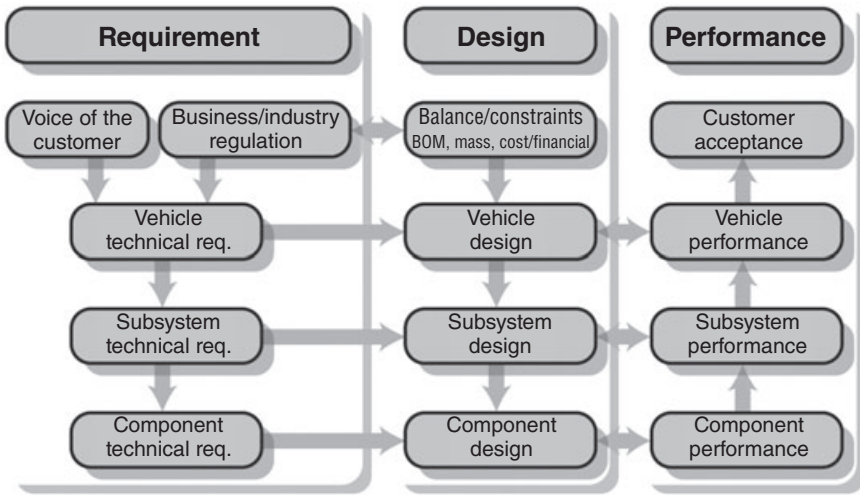 Requirement
Design
Performance
Voice of the
customer
Business/industry
regulation
Balance/constraints
BOM, mass, cost/financial
Customer
acceptance
Vehicle
technical req.
Vehicle
design
Vehicle
performance
Subsystem
technical req.
Subsystem
design
Subsystem
performance
Component
technical req.
Component
design
Component
performance